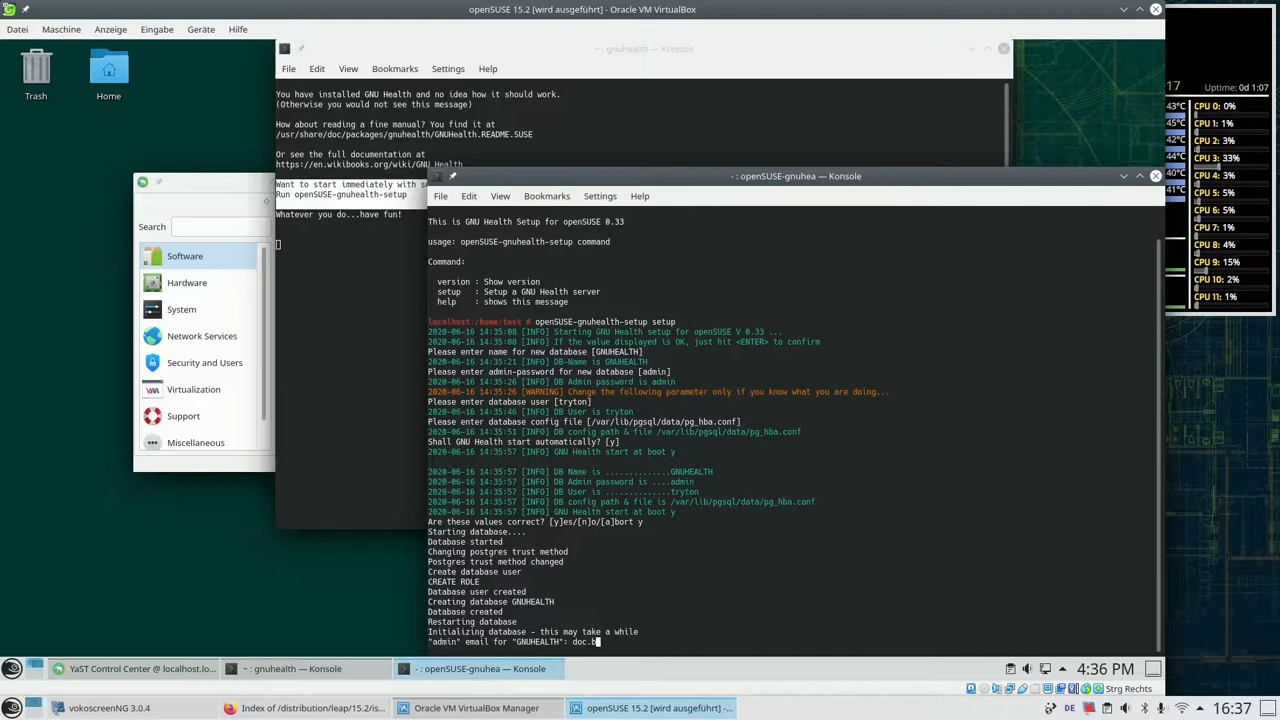 openSUSE 15.2 [wird ausgeführt] - Oracle VM VirtualBox
Datei Maschine Anzeige Eingabe Geräte Hilfe
Trash
Home
~ : gnuhealth — Konsole
File Edit View Bookmarks Settings Help
You have installed GNU Health and no idea how it should work.
(Otherwise you would not see this message)
How about reading a fine manual? You find it at
/usr/share/doc/packages/gnuhealth/GNUHealth.README.SUSE
Or see the full documentation at
https://en.wikibooks.org/wiki/GNU_Health
Want to start immediately with
Run openSUSE-gnuhealth-setup
Whatever you do...have fun!
Search
Software
Hardware
System
Network Services
Security and Users
Virtualization
Support
Miscellaneous
- : openSUSE-gnuhea — Konsole
File Edit View Bookmarks Settings Help
This is GNU Health Setup for openSUSE 0.33
usage: openSUSE-gnuhealth-setup command
Command:
version : Show version
setup : Setup a GNU Health server
help : shows this message
localhost:/home/test # openSUSE-gnuhealth-setup setup
2020-06-16 14:35:08 [INFO] Starting GNU Health setup for openSUSE V 0.33 ...
2020-06-16 14:35:08 [INFO] If the value displayed is OK, just hit <ENTER> to confirm
Please enter name for new database [GNUHEALTH]
2020-06-16 14:35:21 [INFO] DB-Name is GNUHEALTH
Please enter admin-password for new database [admin]
2020-06-16 14:35:26 [INFO] DB Admin password is admin
2020-06-16 14:35:26 [WARNING] Change the following parameter only if you know what you are doing...
Please enter database user [tryton]
2020-06-16 14:35:46 [INFO] DB User is tryton
Please enter database config file [/var/lib/pgsql/data/pg_hba.conf]
2020-06-16 14:35:51 [INFO] DB config path & file /var/lib/pgsql/data/pg_hba.conf
Shall GNU Health start automatically? [y]
2020-06-16 14:35:57 [INFO] GNU Health start at boot y
2020-06-16 14:35:57 [INFO] DB Name is ..............GNUHEALTH
2020-06-16 14:35:57 [INFO] DB Admin password is ....admin
2020-06-16 14:35:57 [INFO] DB User is ..............tryton
2020-06-16 14:35:57 [INFO] DB config path & file is /var/lib/pgsql/data/pg_hba.conf
2020-06-16 14:35:57 [INFO] GNU Health start at boot y
Are these values correct? [y]es/[n]o/[a]bort y
Starting database....
Database started
Changing postgres trust method
Postgres trust method changed
Create database user
CREATE ROLE
Database user created
Creating database GNUHEALTH
Database created
Restarting database
Initializing database - this may take a while
"admin" email for "GNUHEALTH": doc.b
17 Uptime: 0d 1:07
43°C CPU 0: 0%
45°C CPU 1: 1%
42°C CPU 2: 3%
44°C CPU 3: 33%
40°C CPU 4: 3%
41°C CPU 5: 5%
CPU 6: 5%
CPU 7: 1%
CPU 8: 4%
CPU 9: 15%
CPU 10: 2%
CPU 11: 1%
YaST Control Center @ localhost.lo...
~ : gnuhealth — Konsole
- : openSUSE-gnuhea — Konsole
4:36 PM
Strg Rechts
vokoscreenNG 3.0.4
Index of /distribution/leap/15.2/is...
Oracle VM VirtualBox Manager
openSUSE 15.2 [wird ausgeführt] -...
DE
16:37